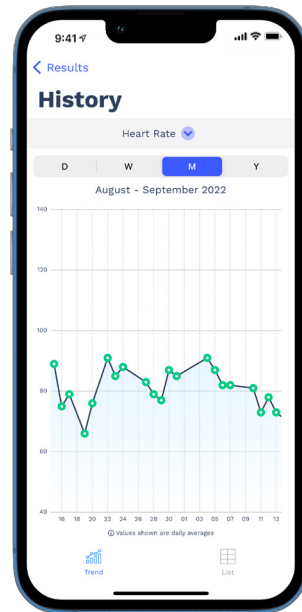 9:41
Results
History
Heart Rate
D W M Y
August - September 2022
140
120
100
80
60
40
16 18 20 22 24 26 28 30 01 03 05 07 09 11 13
Values shown are daily averages
Trend List